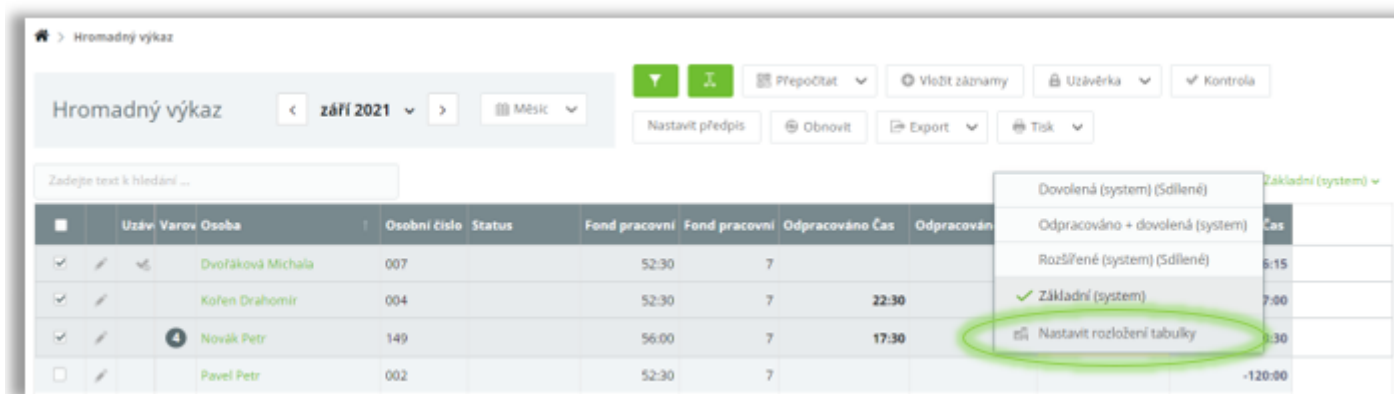 Hromadný výkaz
Hromadný výkaz září 2021 Měsíc
Přepočítat Vložit záznamy Uzávěrka Kontrola
Nastavit předpis Obnovit Export Tisk
Zadejte text k hledání ...
Základní (system)
Dovolená (system) (Sdílené)
Odpracováno + dovolená (system)
Rozšířené (system) (Sdílené)
Základní (system)
Nastavit rozložení tabulky
Uzáv Varov Osoba Osobní číslo Status Fond pracovní Fond pracovní Odpracováno Čas Odpracován Čas
Dvořáková Michala 007 52:30 7 6:15
Kořen Drahomír 004 52:30 7 22:30 7:00
4 Novák Petr 149 56:00 7 17:30 :30
Pavel Petr 002 52:30 7 -120:00